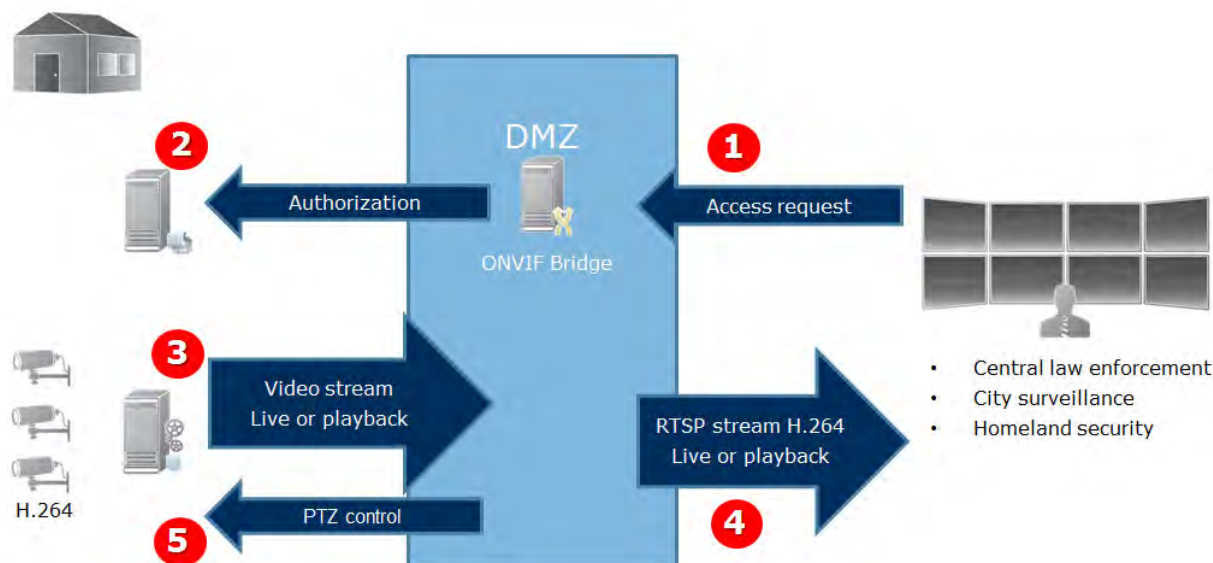 DMZ
1
2
Authorization
Access request
ONVIF Bridge
3
Video stream
Live or playback
RTSP stream H.264
Live or playback
• Central law enforcement
• City surveillance
• Homeland security
H.264
PTZ control
4
5